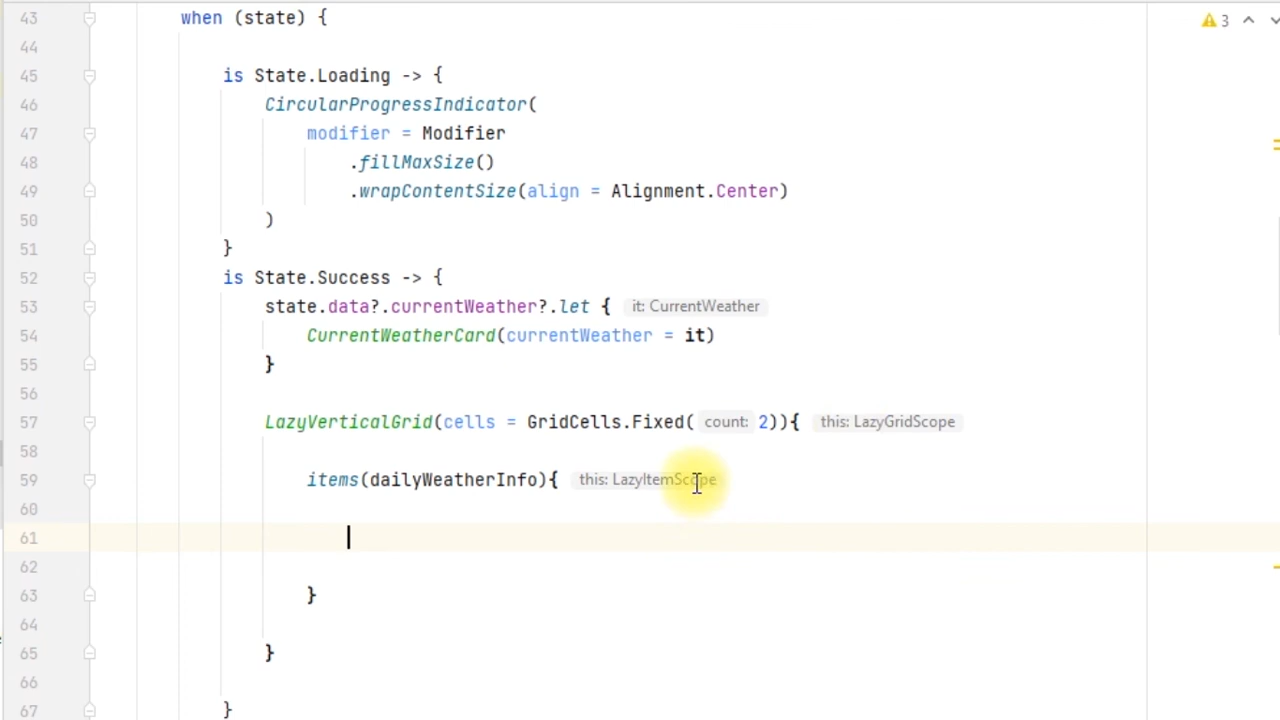 43 when (state) {
3
44
45 is State.Loading -> {
46 CircularProgressIndicator(
47 modifier = Modifier
48 .fillMaxSize()
49 .wrapContentSize(align = Alignment.Center)
50 )
51 }
52 is State.Success -> {
53 state.data?.currentWeather?.let { it: CurrentWeather
54 CurrentWeatherCard(currentWeather = it)
55 }
56
57 LazyVerticalGrid(cells = GridCells.Fixed( count: 2)){ this: LazyGridScope
58
59 items(dailyWeatherInfo){ this: LazyItemScope
60
61
62
63 }
64
65 }
66
67 }